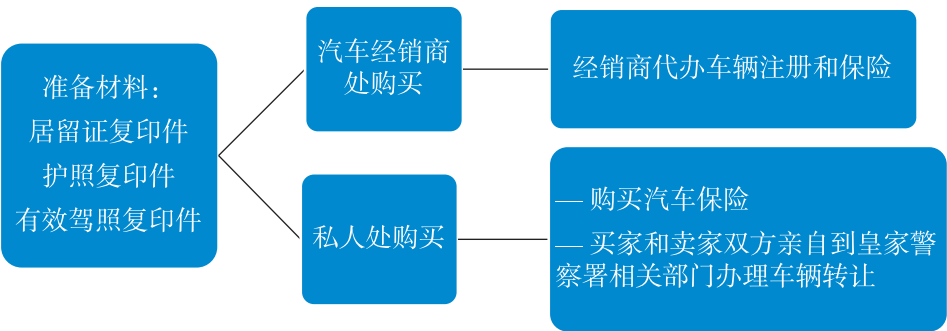 准备材料：
居留证复印件
护照复印件
有效驾照复印件
汽车经销商
处购买
经销商代办车辆注册和保险
私人处购买
— 购买汽车保险
— 买家和卖家双方亲自到皇家警
察署相关部门办理车辆转让